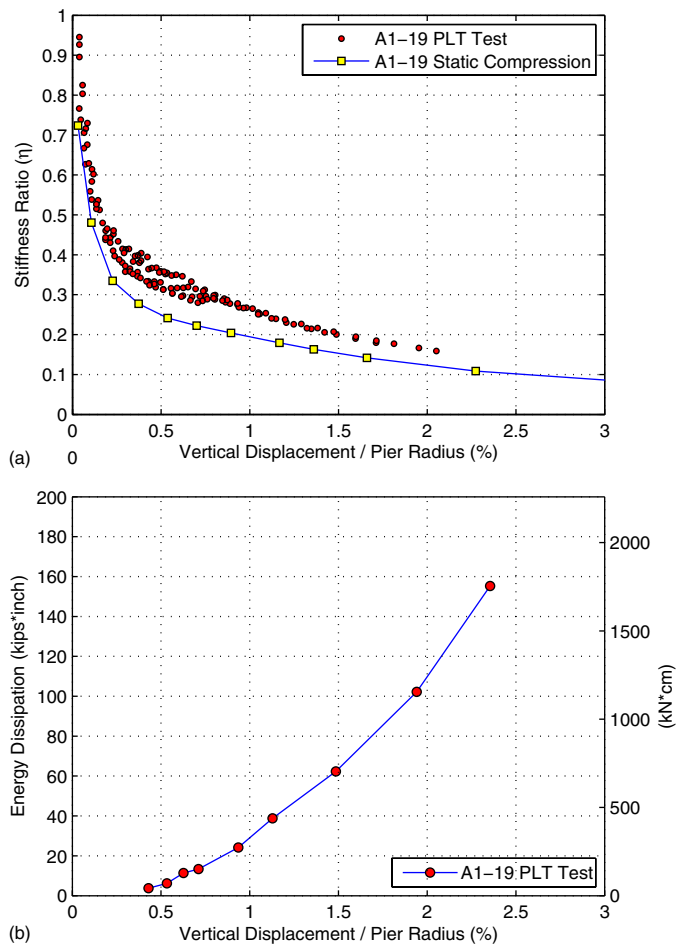 1
0.9
0.8
0.7
0.6
0.5
0.4
0.3
0.2
0.1
0
Stiffness Ratio (η)
A1−19 PLT Test
A1−19 Static Compression
0 0.5 1 1.5 2 2.5 3
0
Vertical Displacement / Pier Radius (%)
(a)
200
180
160
140
120
100
80
60
40
20
0
Energy Dissipation (kips*inch)
2000
1500
1000
500
0
(kN*cm)
A1−19 PLT Test
0 0.5 1 1.5 2 2.5 3
Vertical Displacement / Pier Radius (%)
(b)